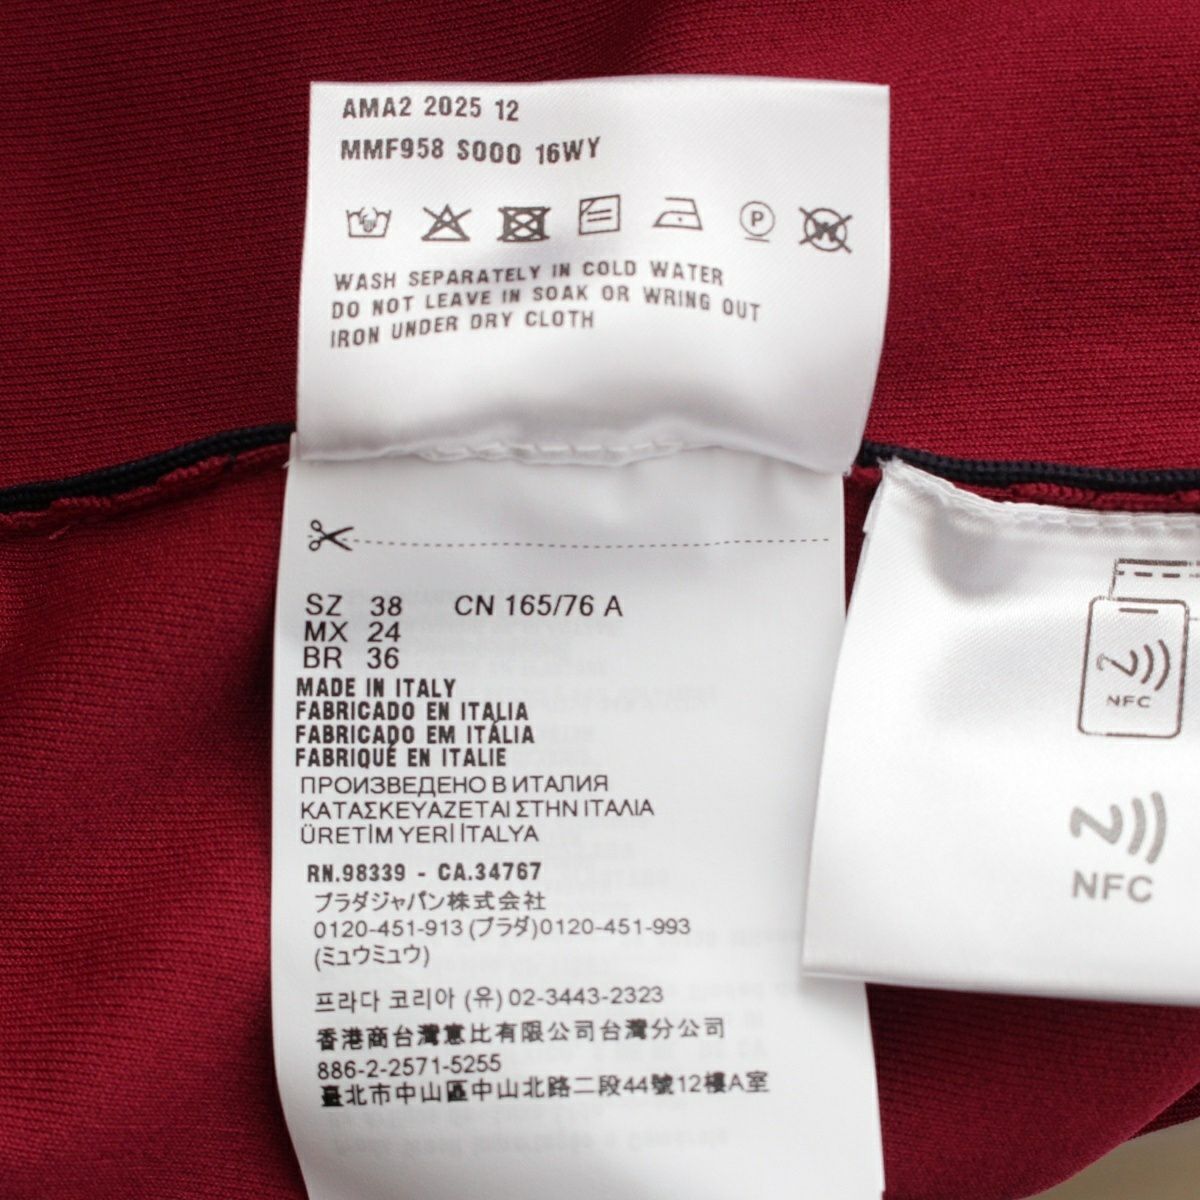 AMA2 2025 12
MMF958 S000 16WY
P
W
WASH SEPARATELY IN COLD WATER
DO NOT LEAVE IN SOAK OR WRING OUT
IRON UNDER DRY CLOTH
SZ 38 CN 165/76 A
MX 24
BR 36
MADE IN ITALY
FABRICADO EN ITALIA
FABRICADO EM ITÁLIA
FABRIQUÉ EN ITALIE
ПРОИЗВЕДЕНО В ИТАЛИЯ
ΚΑΤΑΣΚΕΥΑΖΕΤΑΙ ΣΤΗΝ ΙΤΑΛΙΑ
ÜRETİM YERİ İTALYA
RN.98339 - CA.34767
プラダジャパン株式会社
0120-451-913 (プラダ)0120-451-993
(ミュウミュウ)
프라다 코리아 (유) 02-3443-2323
香港商台灣意比有限公司台灣分公司
886-2-2571-5255
臺北市中山區中山北路二段44號12樓A室
NFC
NFC